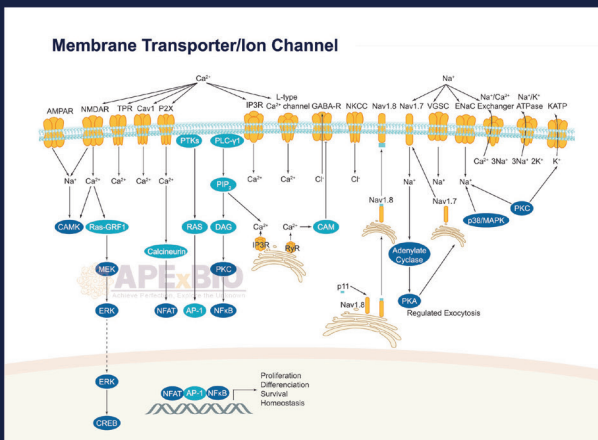 Membrane Transporter/Ion Channel
Ca²⁺
Na⁺
AMPAR
NMDAR
TPR
Cav1
P2X
IP3R
L-type
Ca²⁺ channel
GABA-R
NKCC
Nav1.8
Nav1.7
VGSC
ENaC
Na⁺/Ca²⁺
Exchanger
Na⁺/K⁺
ATPase
KATP
PTKs
PLC-γ1
Na⁺
Ca²⁺
Ca²⁺
Ca²⁺
Ca²⁺
PIP₂
Ca²⁺
Ca²⁺
Cl⁻
Cl⁻
Na⁺
Na⁺
Na⁺
Ca²⁺
3Na⁺
3Na⁺
2K⁺
K⁺
CAMK
Ras-GRF1
RAS
DAG
Ca²⁺
Ca²⁺
CAM
Nav1.8
Nav1.7
PKC
p38/MAPK
IP3R
RyR
Calcineurin
Adenylate
Cyclase
MEK
PKC
APExBIO
p11
Nav1.8
PKA
Regulated Exocytosis
ERK
NFAT
AP-1
NFκB
ERK
CREB
NFAT
AP-1
NFκB
Proliferation
Differenciation
Survival
Homeostasis